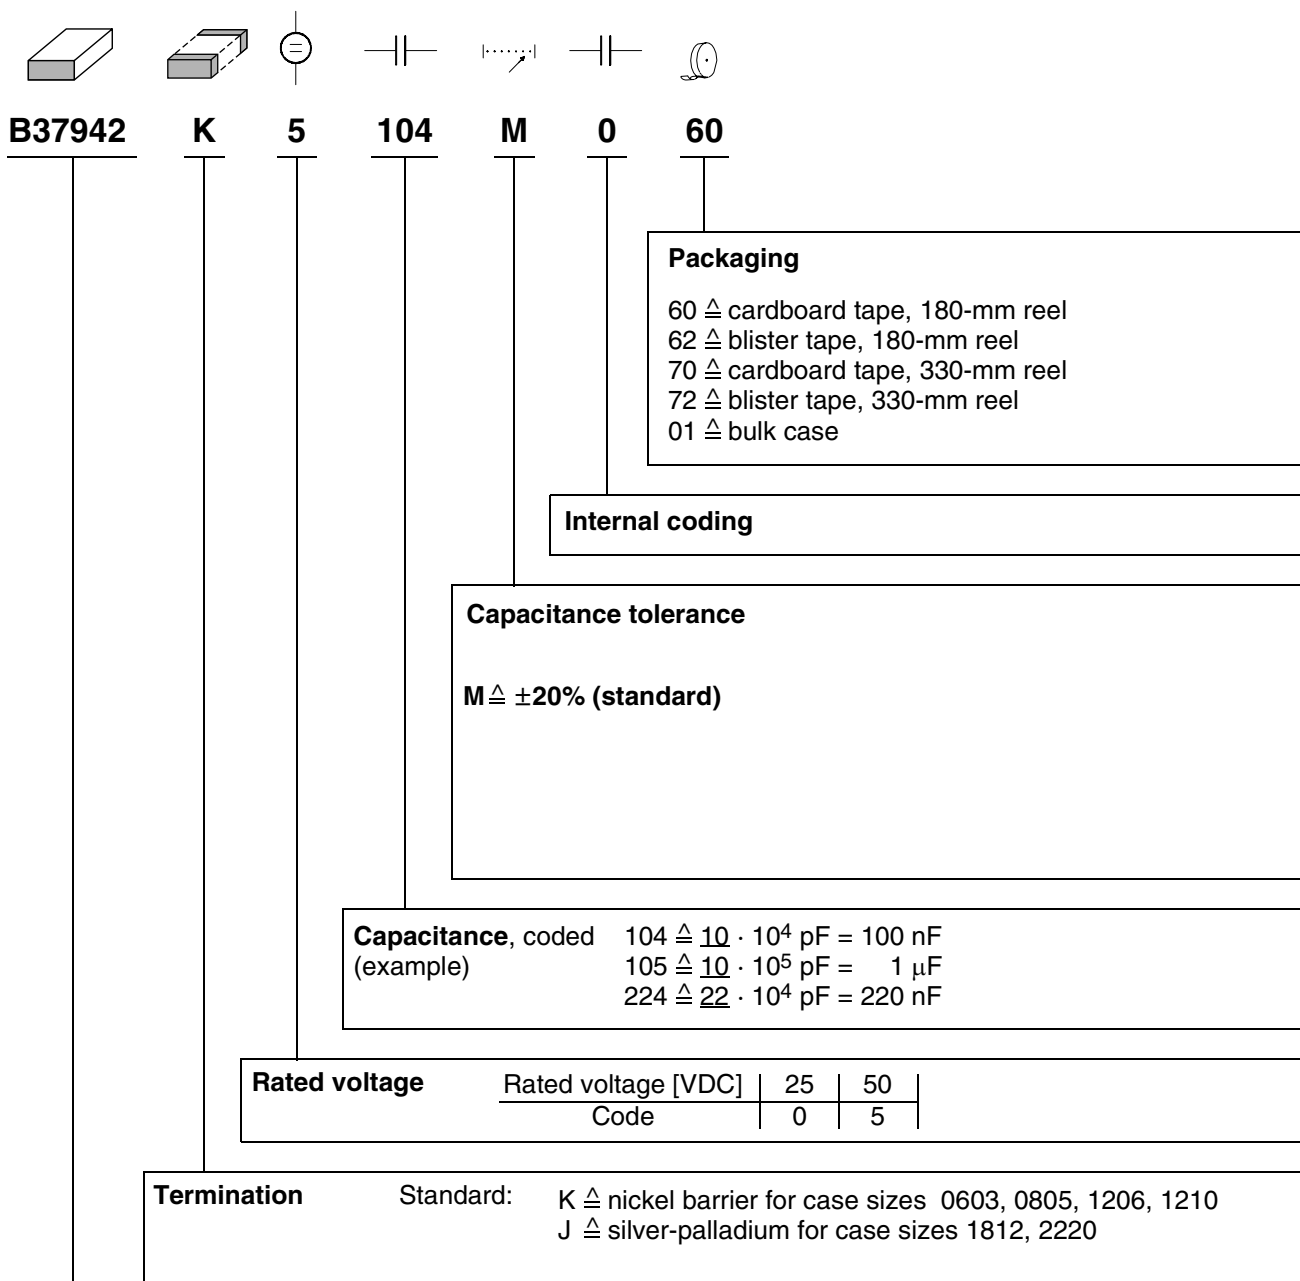 B37942 K 5 104 M 0 60
Packaging
60 ≙ cardboard tape, 180-mm reel
62 ≙ blister tape, 180-mm reel
70 ≙ cardboard tape, 330-mm reel
72 ≙ blister tape, 330-mm reel
01 ≙ bulk case
Internal coding
Capacitance tolerance
M ≙ ±20% (standard)
Capacitance, coded 104 ≙ 10 · 10⁴ pF = 100 nF
(example) 105 ≙ 10 · 10⁵ pF = 1 μF
224 ≙ 22 · 10⁴ pF = 220 nF
Rated voltage Rated voltage [VDC] 25 50
Code 0 5
Termination Standard: K ≙ nickel barrier for case sizes 0603, 0805, 1206, 1210
J ≙ silver-palladium for case sizes 1812, 2220